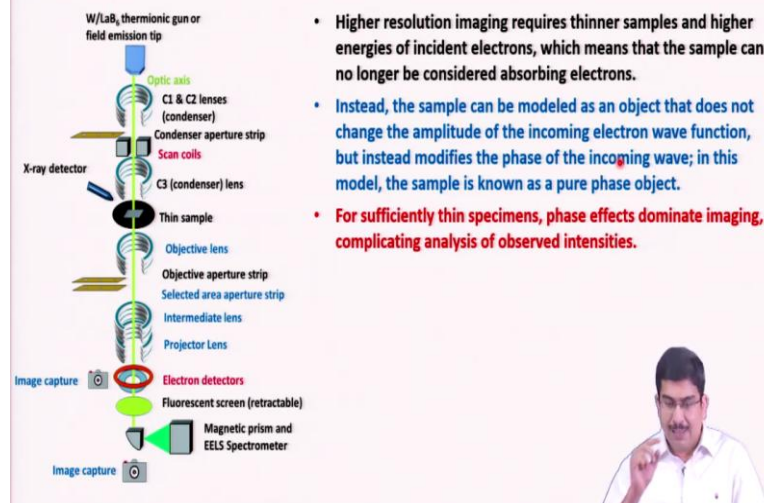 W/LaB6 thermionic gun or
field emission tip
Optic axis
C1 & C2 lenses
(condenser)
Condenser aperture strip
Scan coils
X-ray detector
C3 (condenser) lens
Thin sample
Objective lens
Objective aperture strip
Selected area aperture strip
Intermediate lens
Projector Lens
Image capture
Electron detectors
Fluorescent screen (retractable)
Magnetic prism and
EELS Spectrometer
Image capture
• Higher resolution imaging requires thinner samples and higher
energies of incident electrons, which means that the sample can
no longer be considered absorbing electrons.
• Instead, the sample can be modeled as an object that does not
change the amplitude of the incoming electron wave function,
but instead modifies the phase of the incoming wave; in this
model, the sample is known as a pure phase object.
• For sufficiently thin specimens, phase effects dominate imaging,
complicating analysis of observed intensities.